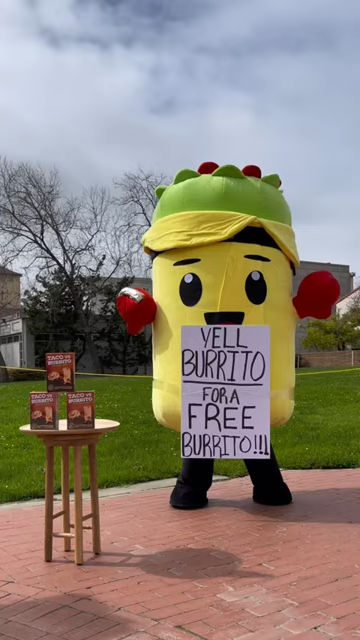 YELL
BURRITO
FOR A
FREE
BURRITO!!!
TACO VS
BURRITO
TACO VS
BURRITO
TACO VS
BURRITO